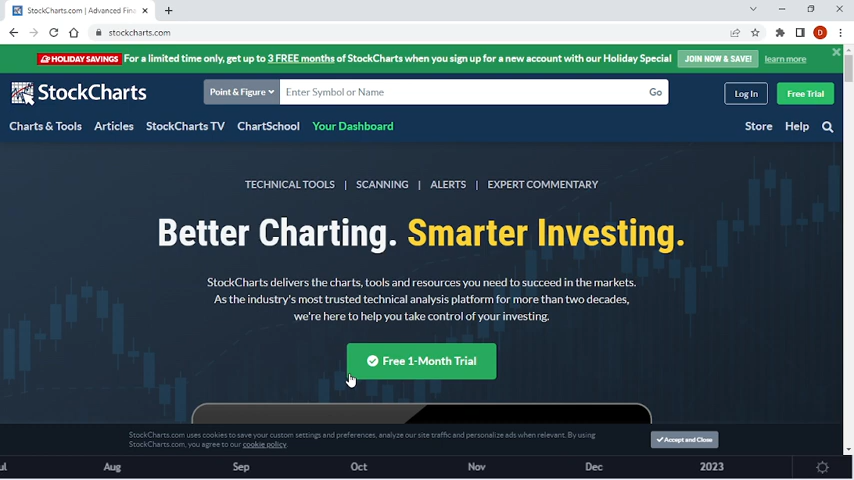 StockCharts.com | Advanced Fina
stockcharts.com
D
HOLIDAY SAVINGS For a limited time only, get up to 3 FREE months of StockCharts when you sign up for a new account with our Holiday Special JOIN NOW & SAVE! learn more
StockCharts Point & Figure Enter Symbol or Name Go Log In Free Trial
Charts & Tools Articles StockCharts TV ChartSchool Your Dashboard Store Help
TECHNICAL TOOLS | SCANNING | ALERTS | EXPERT COMMENTARY
Better Charting. Smarter Investing.
StockCharts delivers the charts, tools and resources you need to succeed in the markets.
As the industry's most trusted technical analysis platform for more than two decades,
we're here to help you take control of your investing.
Free 1-Month Trial
StockCharts.com uses cookies to save your custom settings and preferences, analyze our site traffic and personalize ads when relevant. By using
StockCharts.com, you agree to our cookie policy.
Accept and Close
ul Aug Sep Oct Nov Dec 2023